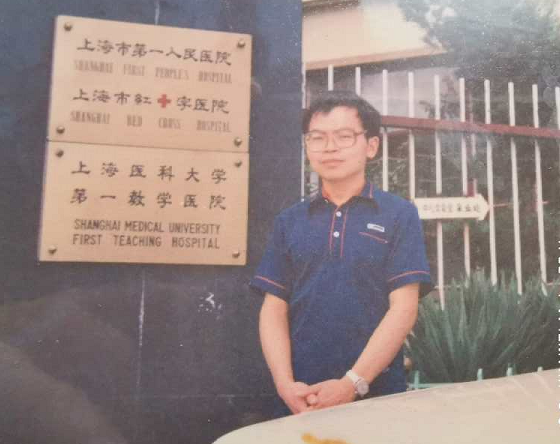 上海市第一人民医院
SHANGHAI FIRST PEOPLE'S HOSPITAL
上海市红十字医院
SHANGHAI RED CROSS HOSPITAL
上海医科大学
第一教学医院
SHANGHAI MEDICAL UNIVERSITY
FIRST TEACHING HOSPITAL